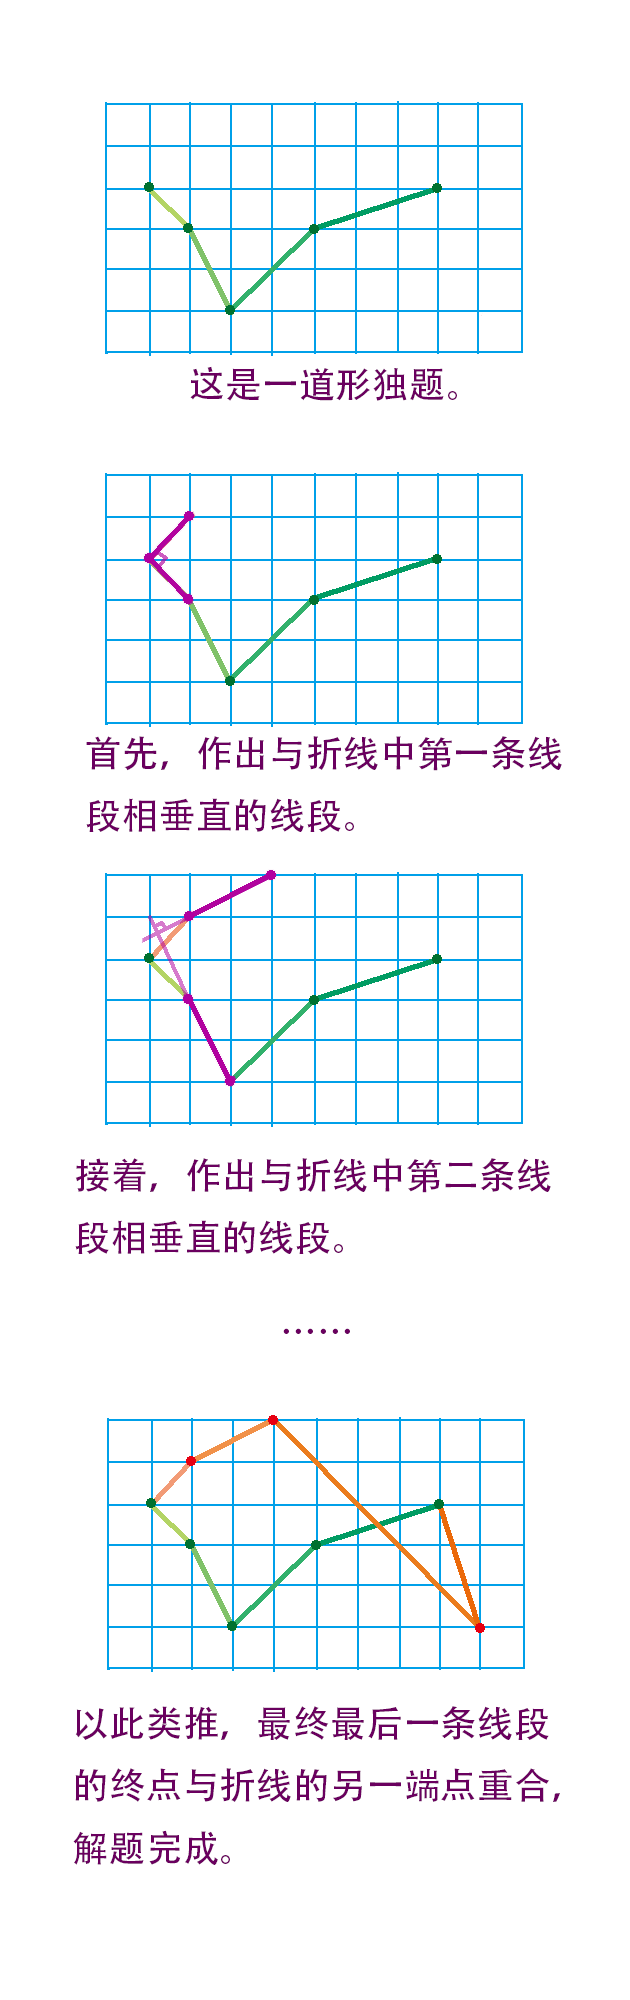 这是一道形独题。
首先，作出与折线中第一条线
段相垂直的线段。
接着，作出与折线中第二条线
段相垂直的线段。
……
以此类推，最终最后一条线段
的终点与折线的另一端点重合，
解题完成。